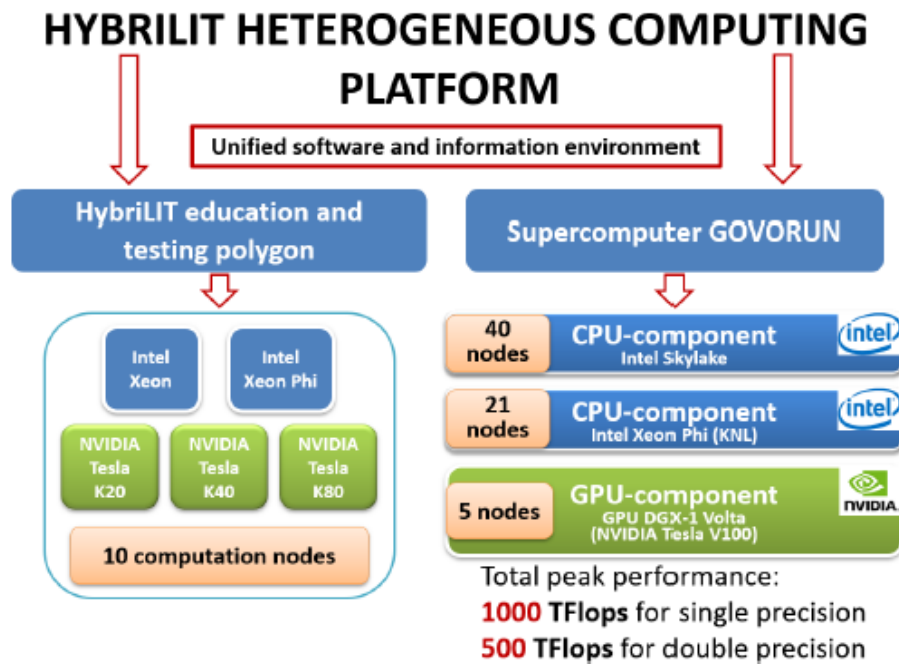 HYBRILIT HETEROGENEOUS COMPUTING
PLATFORM
Unified software and information environment
HybriLIT education and
testing polygon
Intel
Xeon
Intel
Xeon Phi
NVIDIA
Tesla
K20
NVIDIA
Tesla
K40
NVIDIA
Tesla
K80
10 computation nodes
Supercomputer GOVORUN
40
nodes
CPU-component
Intel Skylake
intel
21
nodes
CPU-component
Intel Xeon Phi (KNL)
intel
5 nodes
GPU-component
GPU DGX-1 Volta
(NVIDIA Tesla V100)
NVIDIA.
Total peak performance:
1000 TFlops for single precision
500 TFlops for double precision